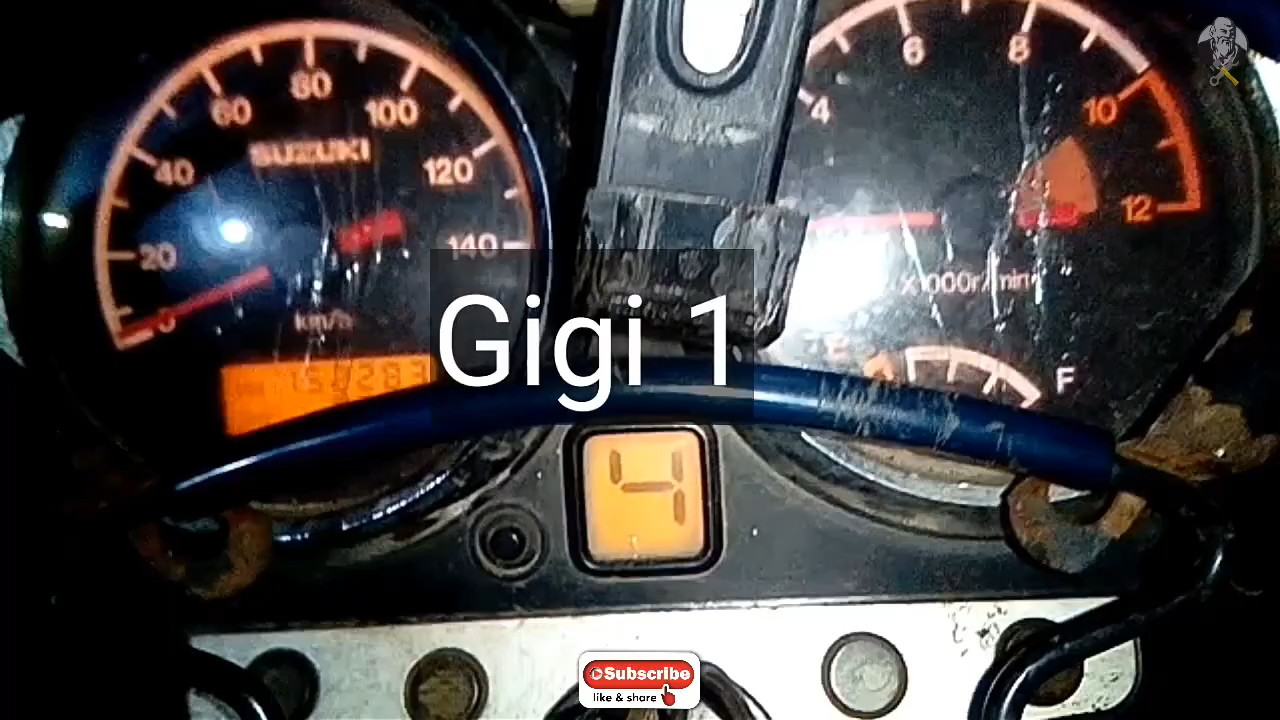 6 8
80
60 100
4 10
SUZUKI
40 120
12
20 140
X1000r/min
0 km/h
Gigi 1
E F
4
Subscribe
like & share